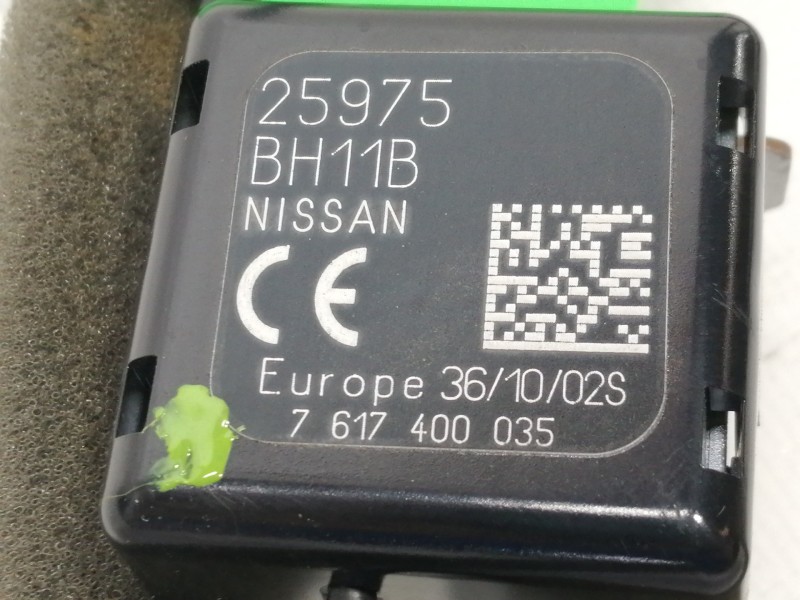 25975
BH11B
NISSAN
CE
Europe 36/10/02S
7 617 400 035